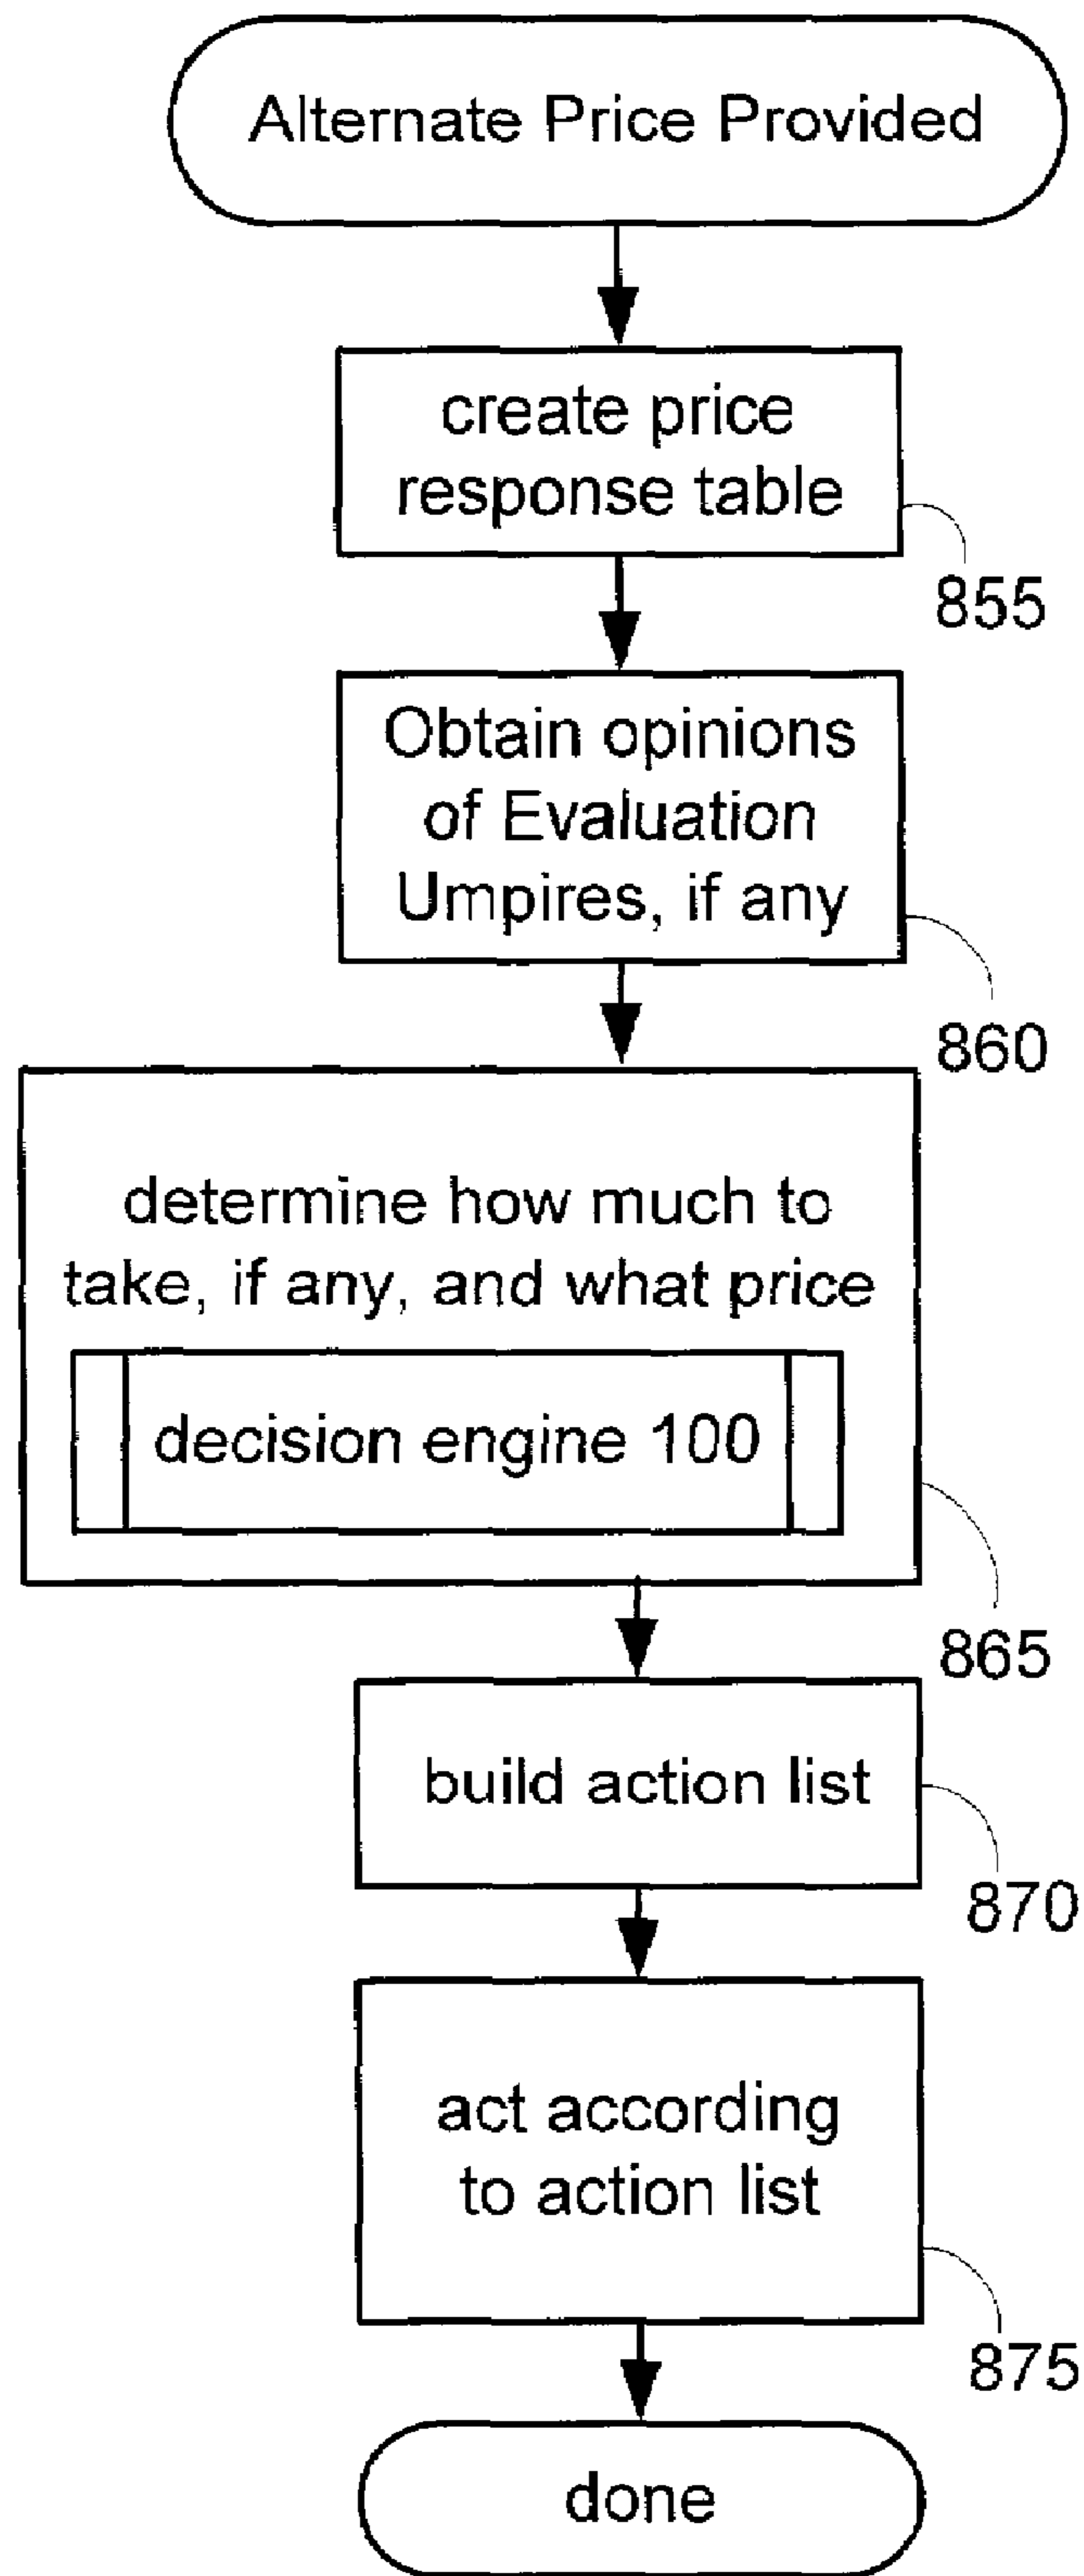 Alternate Price Provided
create price
response table
855
Obtain opinions
of Evaluation
Umpires, if any
860
determine how much to
take, if any, and what price
decision engine 100
865
build action list
870
act according
to action list
875
done